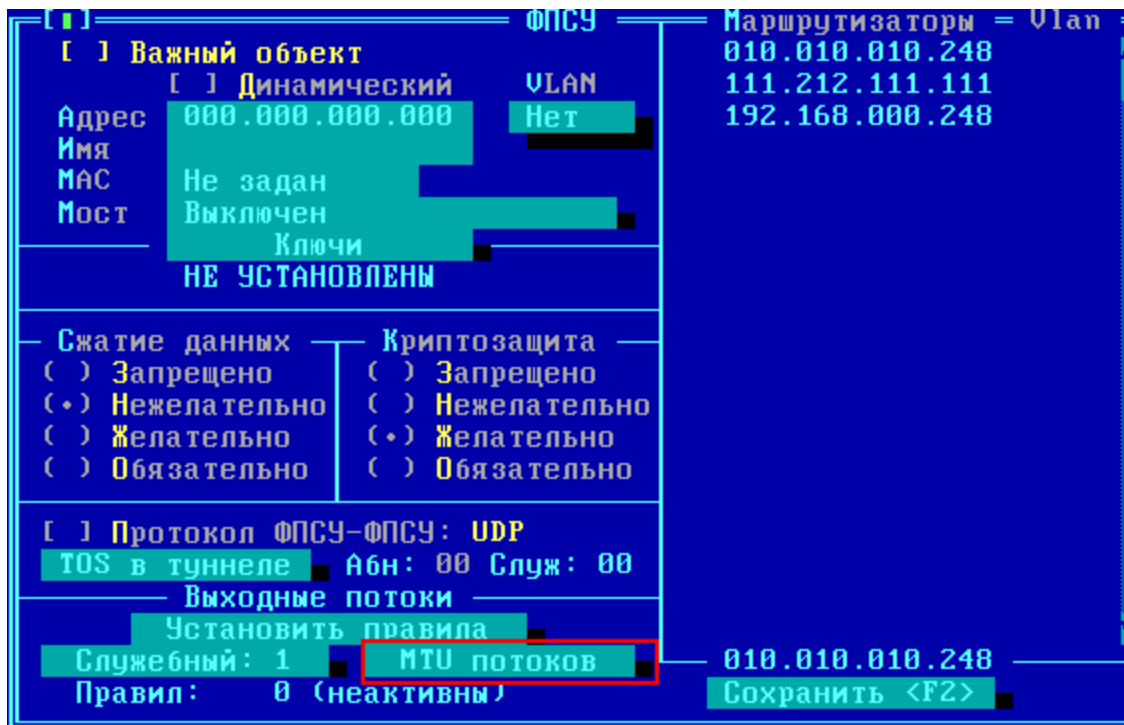 [▮] ФПСУ
[ ] Важный объект
[ ] Динамический VLAN
Адрес 000.000.000.000 Нет
Имя
МАС Не задан
Мост Выключен
Ключи
НЕ УСТАНОВЛЕНЫ
Сжатие данных Криптозащита
( ) Запрещено ( ) Запрещено
(•) Нежелательно ( ) Нежелательно
( ) Желательно (•) Желательно
( ) Обязательно ( ) Обязательно
[ ] Протокол ФПСУ-ФПСУ: UDP
TOS в туннеле Абн: 00 Служ: 00
Выходные потоки
Установить правила
Служебный: 1 MTU потоков
Правил: 0 (неактивны)
Маршрутизаторы = Vlan =
010.010.010.248
111.212.111.111
192.168.000.248
010.010.010.248
Сохранить <F2>